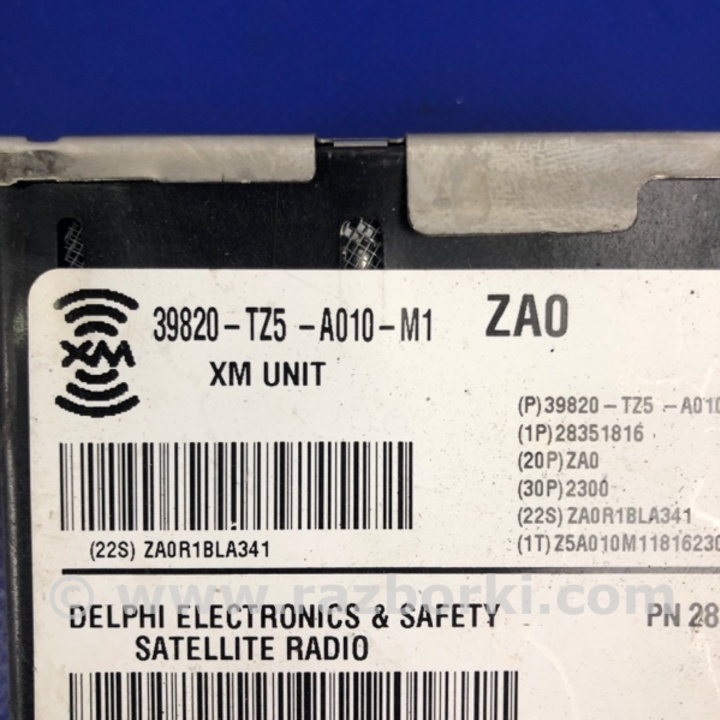 XM
39820-TZ5-A010-M1 ZA0
XM UNIT
(P)39820-TZ5-A010
(1P)28351816
(20P)ZA0
(30P)2300
(22S)ZA0R1BLA341
(1T)Z5A010M11816230
(22S) ZA0R1BLA341
© www.razborki.com
DELPHI ELECTRONICS & SAFETY PN 28
SATELLITE RADIO